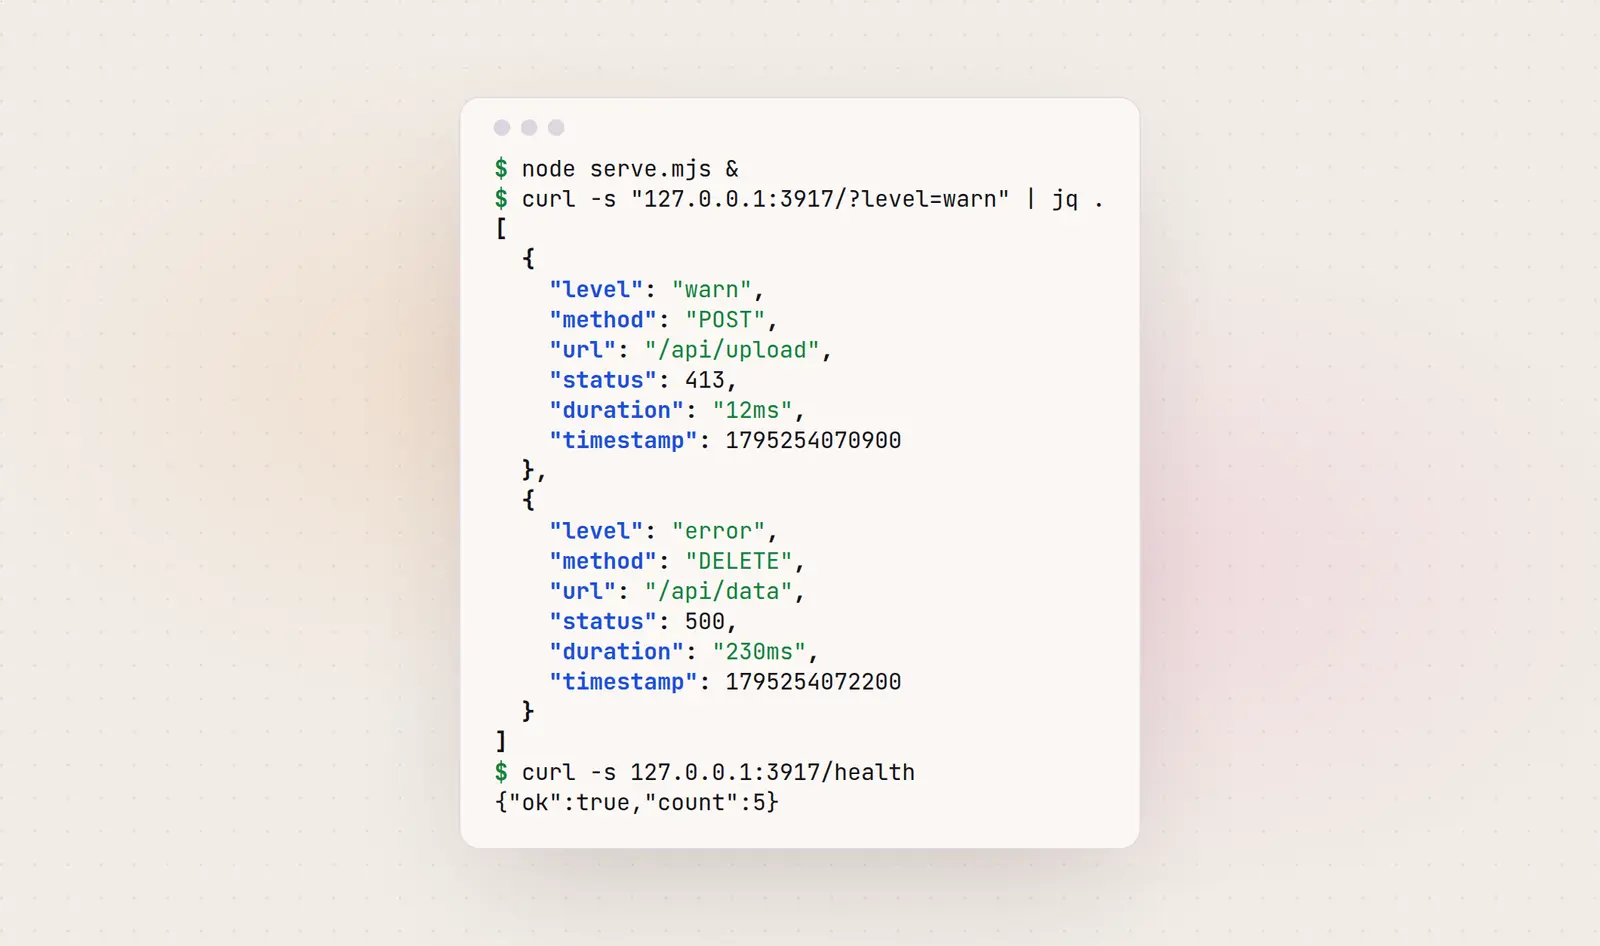 $ node serve.mjs &
$ curl -s "127.0.0.1:3917/?level=warn" | jq .
[
  {
    "level": "warn",
    "method": "POST",
    "url": "/api/upload",
    "status": 413,
    "duration": "12ms",
    "timestamp": 1795254070900
  },
  {
    "level": "error",
    "method": "DELETE",
    "url": "/api/data",
    "status": 500,
    "duration": "230ms",
    "timestamp": 1795254072200
  }
]
$ curl -s 127.0.0.1:3917/health
{"ok":true,"count":5}